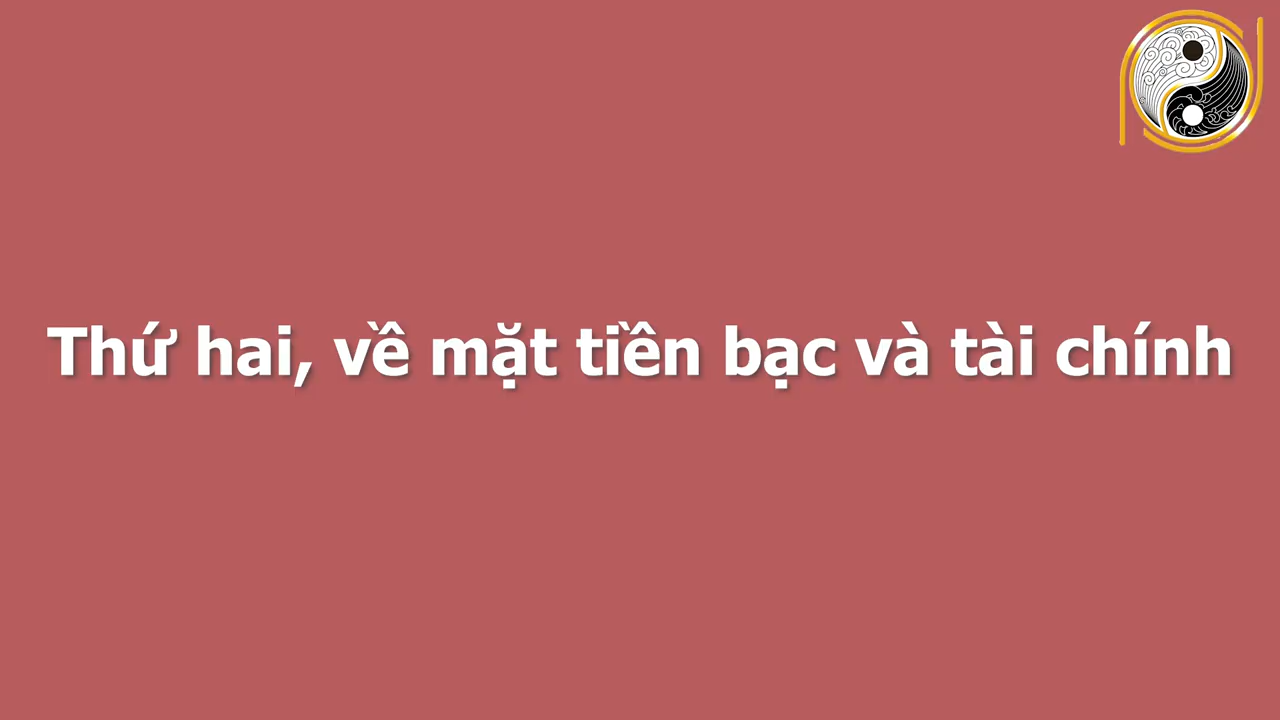 Thứ hai, về mặt tiền bạc và tài chính